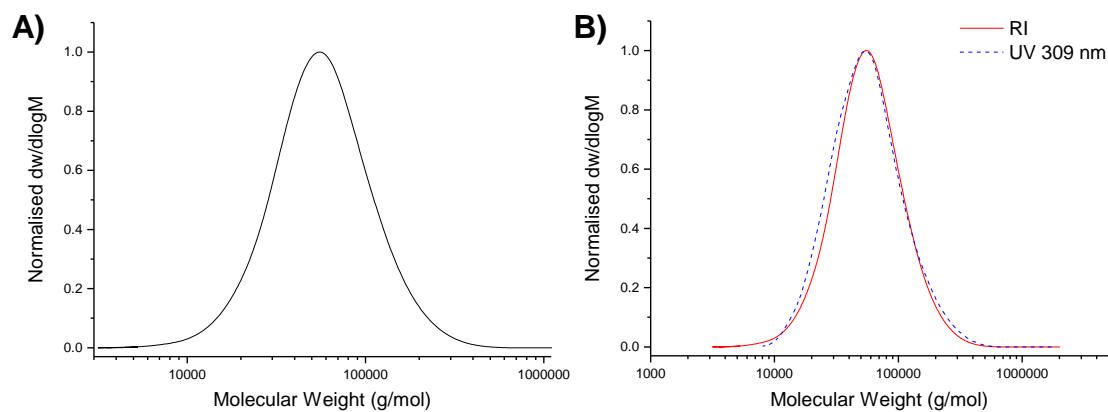 A)
Normalised dw/dlogM
1.0
0.8
0.6
0.4
0.2
0.0
10000
100000
1000000
Molecular Weight (g/mol)
B)
RI
UV 309 nm
Normalised dw/dlogM
1.0
0.8
0.6
0.4
0.2
0.0
1000
10000
100000
1000000
Molecular Weight (g/mol)